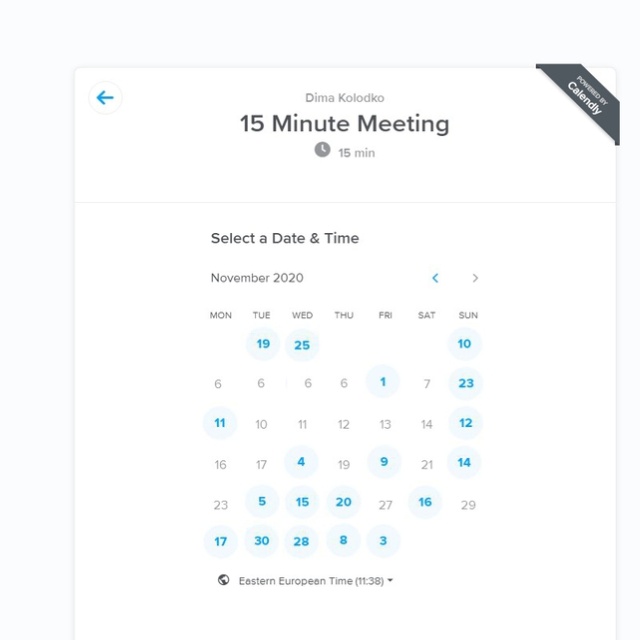 POWERED BY
Calendly
Dima Kolodko
15 Minute Meeting
15 min
Select a Date & Time
November 2020
MON TUE WED THU FRI SAT SUN
19 25 10
6 6 6 6 1 7 23
11 10 11 12 13 14 12
16 17 4 19 9 21 14
23 5 15 20 27 16 29
17 30 28 8 3
Eastern European Time (11:38)